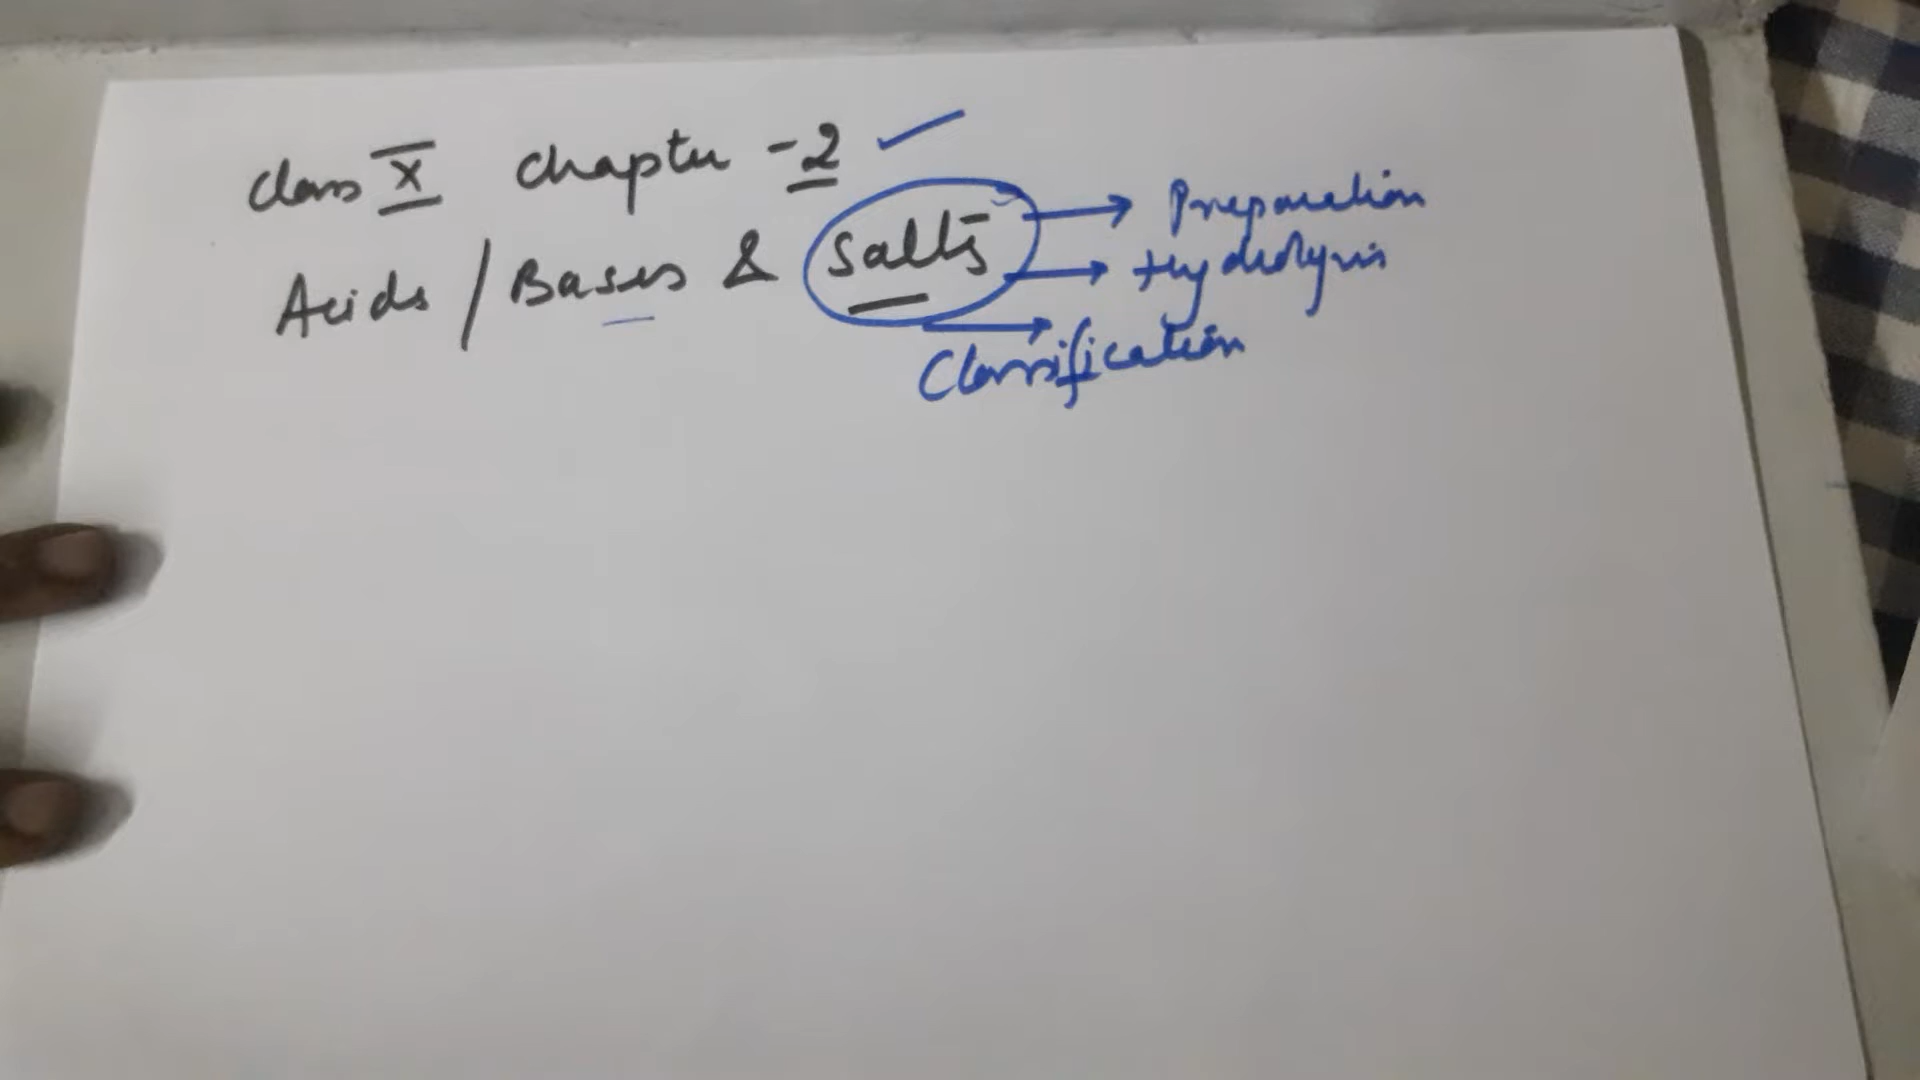 Class X Chapter - 2
Acids / Bases & Salts
Preparation
Hydrolysis
Classification